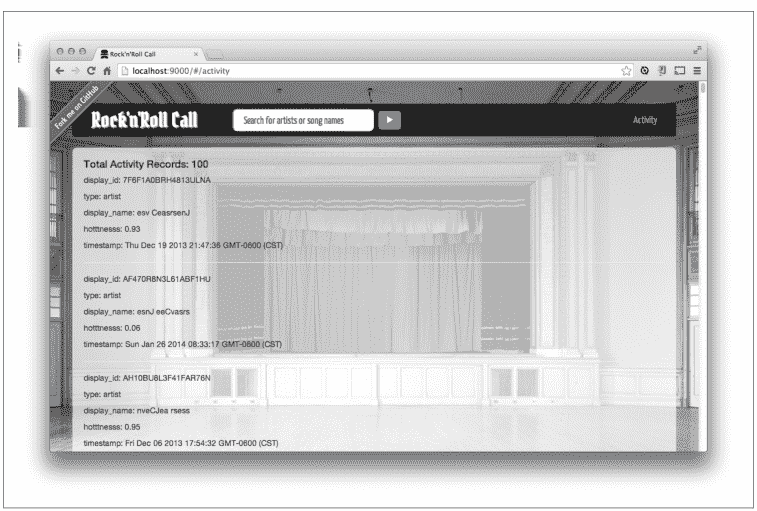 Rock'n'Roll Call
localhost:9000/#/activity
Fork me on GitHub
Rock'n'Roll Call
Search for artists or song names
Activity
Total Activity Records: 100
display_id: 7F6F1A0BRH4813ULNA
type: artist
display_name: esv CeasrsenJ
hotttnesss: 0.93
timestamp: Thu Dec 19 2013 21:47:36 GMT-0600 (CST)
display_id: AF470R8N3L61ABF1HU
type: artist
display_name: esnJ eeCvasrs
hotttnesss: 0.06
timestamp: Sun Jan 26 2014 08:33:17 GMT-0600 (CST)
display_id: AH10BU8L3F41FAR76N
type: artist
display_name: nveCJea rsess
hotttnesss: 0.95
timestamp: Fri Dec 06 2013 17:54:32 GMT-0600 (CST)